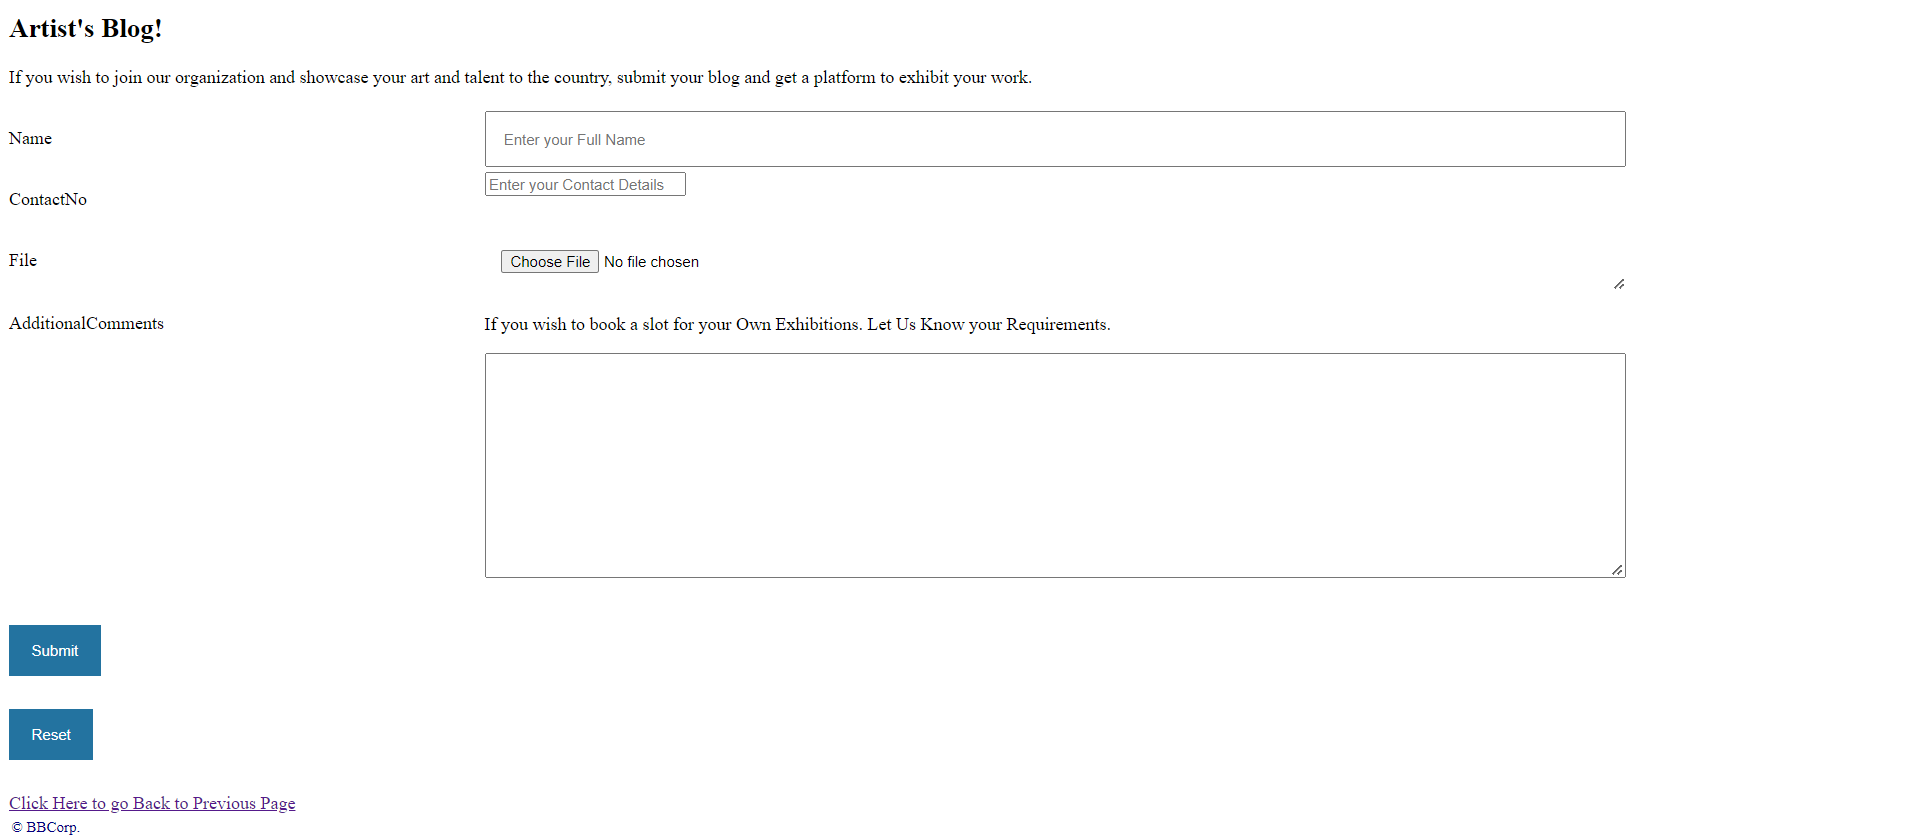 Artist's Blog!
If you wish to join our organization and showcase your art and talent to the country, submit your blog and get a platform to exhibit your work.
Name
Enter your Full Name
ContactNo
Enter your Contact Details
File
Choose File No file chosen
AdditionalComments
If you wish to book a slot for your Own Exhibitions. Let Us Know your Requirements.
Submit
Reset
Click Here to go Back to Previous Page
© BBCorp.